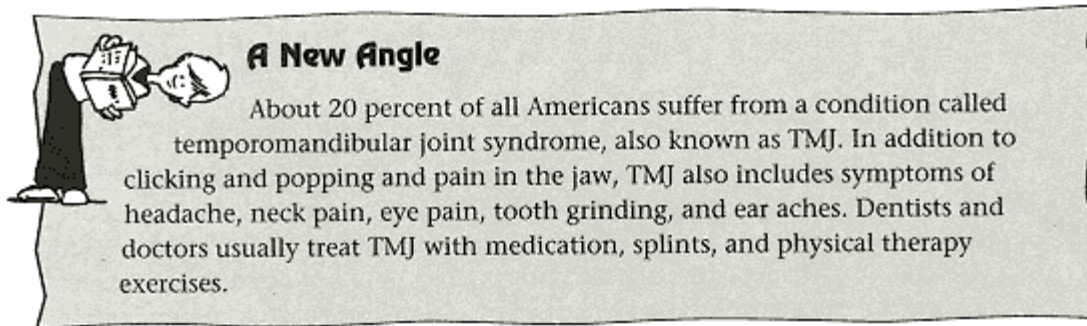 A New Angle
About 20 percent of all Americans suffer from a condition called
temporomandibular joint syndrome, also known as TMJ. In addition to
clicking and popping and pain in the jaw, TMJ also includes symptoms of
headache, neck pain, eye pain, tooth grinding, and ear aches. Dentists and
doctors usually treat TMJ with medication, splints, and physical therapy
exercises.